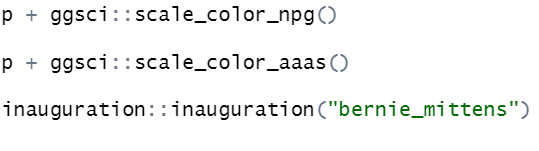 p + ggsci::scale_color_npg()
p + ggsci::scale_color_aaas()
inauguration::inauguration("bernie_mittens")